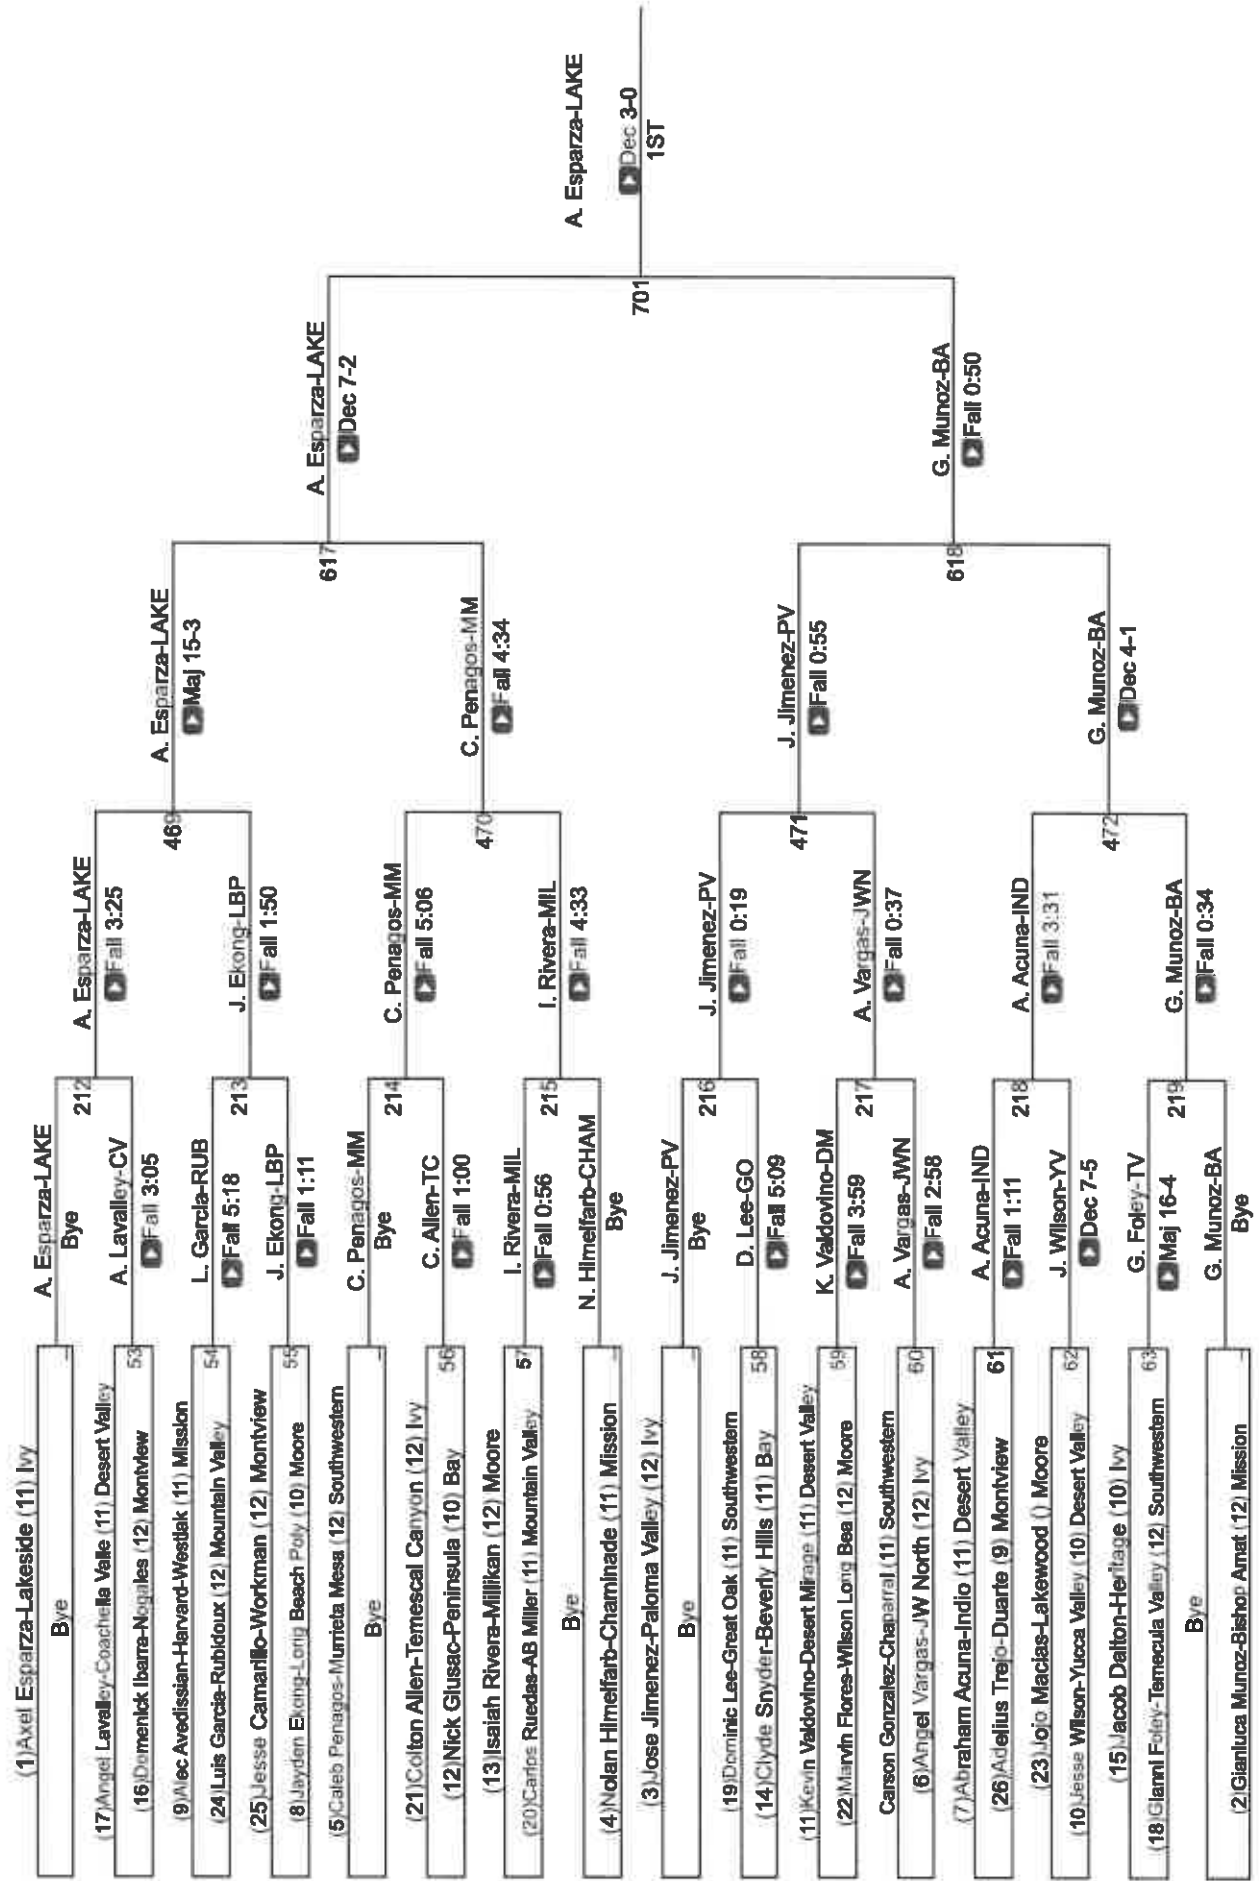 (1)Axel Esparza-Lakeside (11) Ivy
Bye
(17)Angel Lavalley-Coachella Valle (11) Desert Valley
53
(16)Domenick Ibarra-Nogales (12) Montview
(9)Alec Avedissian-Harvard-Westlak (11) Mission
54
(24)Luis Garcia-Rubidoux (12) Mountain Valley
(25)Jesse Camarillo-Workman (12) Montview
55
(8)Jayden Ekong-Long Beach Poly (10) Moore
(5)Caleb Penagos-Murrieta Mesa (12) Southwestern
Bye
(21)Colton Allen-Temescal Canyon (12) Ivy
56
(12)Nick Glusac-Peninsula (10) Bay
(13)Isaiah Rivera-Millikan (12) Moore
57
(20)Carlos Ruedas-AB Miller (11) Mountain Valley
Bye
(4)Nolan Himelfarb-Chaminade (11) Mission
(3)Jose Jimenez-Paloma Valley (12) Ivy
Bye
(19)Dominic Lee-Great Oak (11) Southwestern
58
(14)Clyde Snyder-Beverly Hills (11) Bay
(11)Kevin Valdovino-Desert Mirage (11) Desert Valley
59
(22)Marvin Flores-Wilson Long Bea (12) Moore
Carson Gonzalez-Chaparral (11) Southwestern
60
(6)Angel Vargas-JW North (12) Ivy
(7)Abraham Acuna-Indio (11) Desert Valley
61
(26)Adelius Trejo-Duarte (9) Montview
(23)Jojo Macias-Lakewood () Moore
62
(10)Jesse Wilson-Yucca Valley (10) Desert Valley
(15)Jacob Dalton-Heritage (10) Ivy
63
(18)Gianni Foley-Temecula Valley (12) Southwestern
Bye
(2)Gianluca Munoz-Bishop Amat (12) Mission
A. Esparza-LAKE
Bye
212
A. Lavalley-CV
Fall 3:05
L. Garcia-RUB
Fall 5:18
213
J. Ekong-LBP
Fall 1:11
C. Penagos-MM
Bye
214
C. Allen-TC
Fall 1:00
I. Rivera-MIL
Fall 0:56
215
N. Himelfarb-CHAM
Bye
J. Jimenez-PV
Bye
216
D. Lee-GO
Fall 5:09
K. Valdovino-DM
Fall 3:59
217
A. Vargas-JWN
Fall 2:58
A. Acuna-IND
Fall 1:11
218
J. Wilson-YV
Dec 7-5
G. Foley-TV
Maj 16-4
219
G. Munoz-BA
Bye
A. Esparza-LAKE
Fall 3:25
469
J. Ekong-LBP
Fall 1:50
C. Penagos-MM
Fall 5:06
470
I. Rivera-MIL
Fall 4:33
J. Jimenez-PV
Fall 0:19
471
A. Vargas-JWN
Fall 0:37
A. Acuna-IND
Fall 3:31
472
G. Munoz-BA
Fall 0:34
A. Esparza-LAKE
Maj 15-3
617
C. Penagos-MM
Fall 4:34
J. Jimenez-PV
Fall 0:55
618
G. Munoz-BA
Dec 4-1
A. Esparza-LAKE
Dec 7-2
701
G. Munoz-BA
Fall 0:50
A. Esparza-LAKE
Dec 3-0
1ST